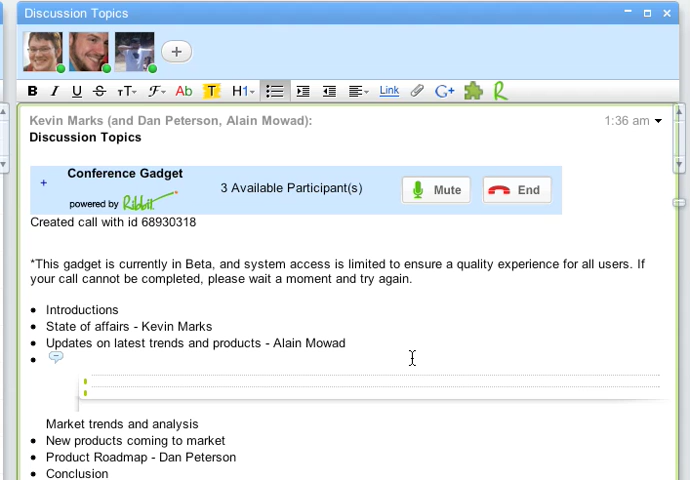 Discussion Topics
B I U S TT F Ab T H1 Link G+ R
Kevin Marks (and Dan Peterson, Alain Mowad): 1:36 am
Discussion Topics
+ Conference Gadget
powered by Ribbit
3 Available Participant(s) Mute End
Created call with id 68930318
*This gadget is currently in Beta, and system access is limited to ensure a quality experience for all users. If
your call cannot be completed, please wait a moment and try again.
Introductions
State of affairs - Kevin Marks
Updates on latest trends and products - Alain Mowad
Market trends and analysis
New products coming to market
Product Roadmap - Dan Peterson
Conclusion